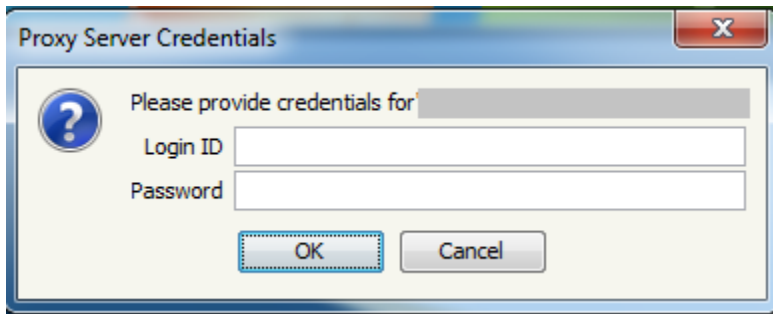 Proxy Server Credentials
Please provide credentials for
Login ID
Password
OK
Cancel